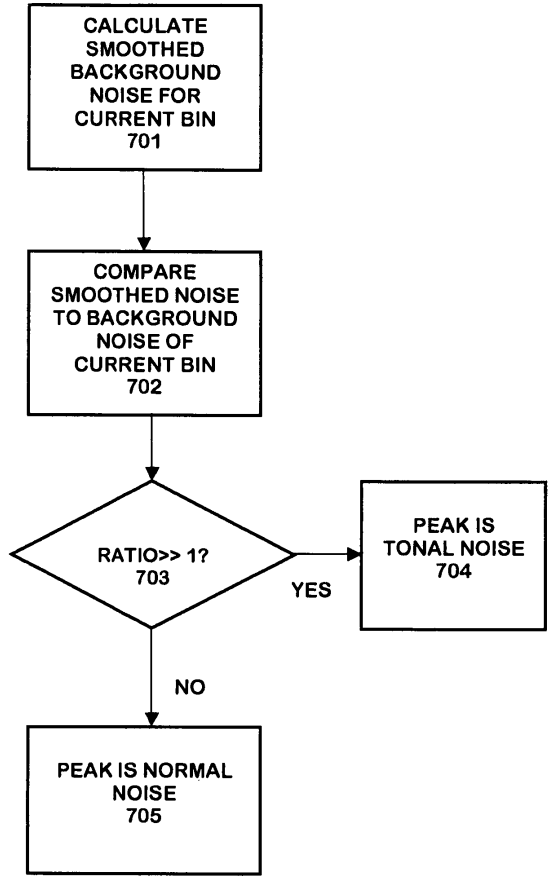 CALCULATE
SMOOTHED
BACKGROUND
NOISE FOR
CURRENT BIN
701
COMPARE
SMOOTHED NOISE
TO BACKGROUND
NOISE OF
CURRENT BIN
702
RATIO>> 1?
703
YES
PEAK IS
TONAL NOISE
704
NO
PEAK IS NORMAL
NOISE
705